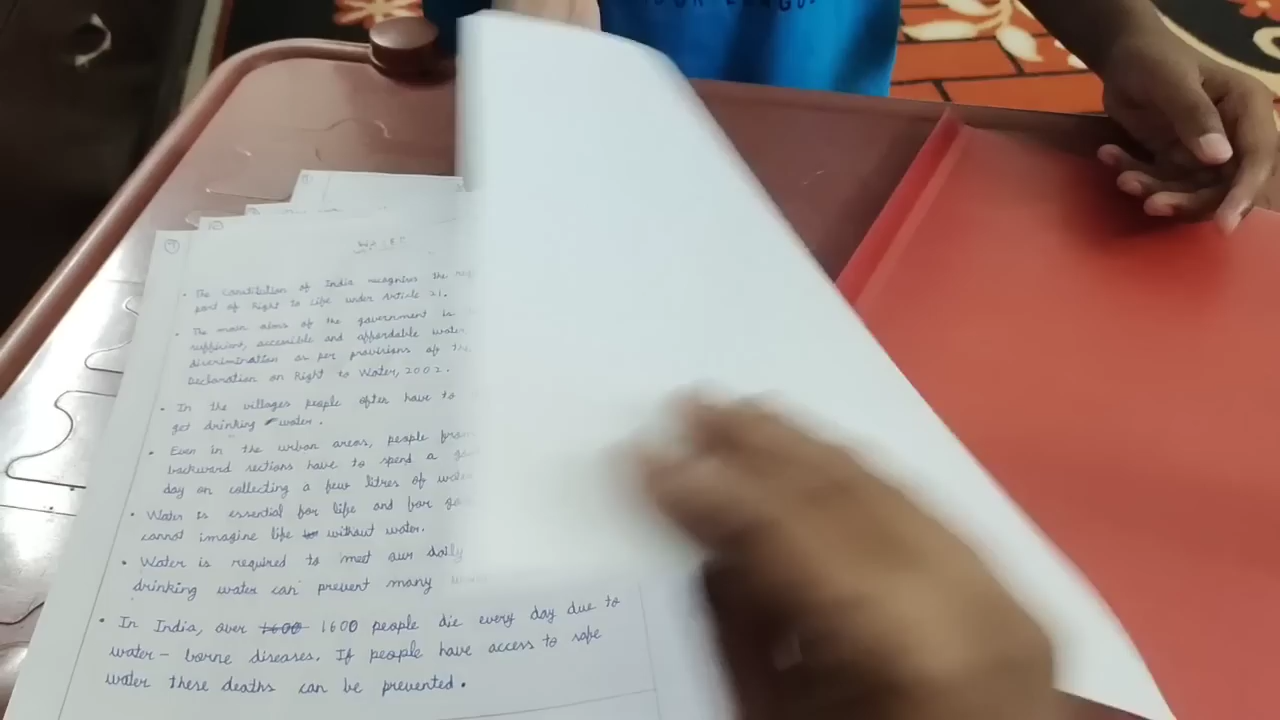 The constitution of India recognises the
part of Right to Life under Article 21.
The main aims of the government is
sufficient, accessible and affordable water
discrimination as per provisions of the
Declaration on Right to Water, 2002.
In the villages people often have to
get drinking water.
Even in the urban areas, people from
backward sections have to spend a
day on collecting a few litres of water
Water is essential for life and for
cannot imagine life without water.
Water is required to meet our daily
drinking water can prevent many
In India, over 1600 1600 people die every day due to
water- borne diseases. If people have access to safe
water these deaths can be prevented.